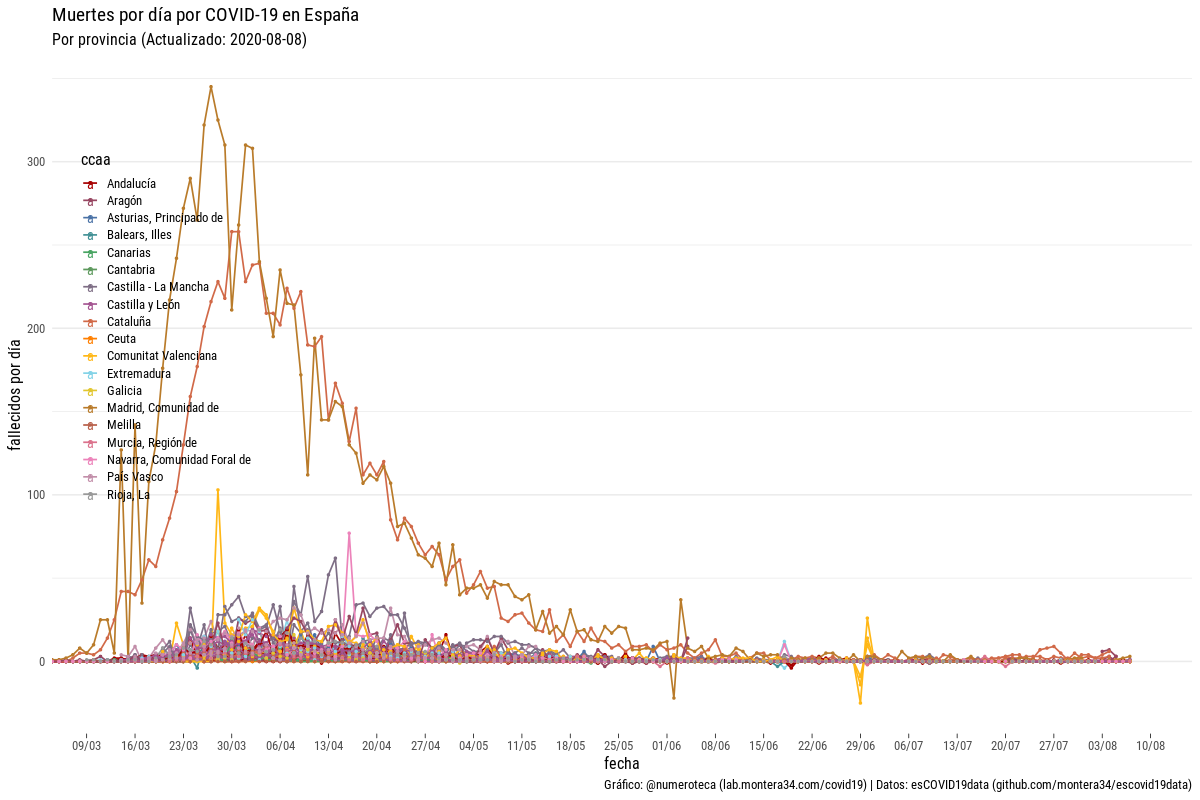 Muertes por día por COVID-19 en España
Por provincia (Actualizado: 2020-08-08)
fallecidos por día
300
200
100
0
ccaa
Andalucía
Aragón
Asturias, Principado de
Balears, Illes
Canarias
Cantabria
Castilla - La Mancha
Castilla y León
Cataluña
Ceuta
Comunitat Valenciana
Extremadura
Galicia
Madrid, Comunidad de
Melilla
Murcia, Región de
Navarra, Comunidad Foral de
País Vasco
Rioja, La
09/03 16/03 23/03 30/03 06/04 13/04 20/04 27/04 04/05 11/05 18/05 25/05 01/06 08/06 15/06 22/06 29/06 06/07 13/07 20/07 27/07 03/08 10/08
fecha
Gráfico: @numeroteca (lab.montera34.com/covid19) | Datos: esCOVID19data (github.com/montera34/escovid19data)